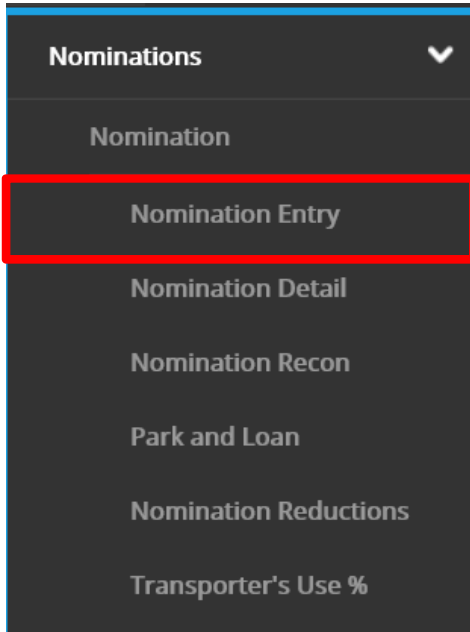 Nominations
Nomination
Nomination Entry
Nomination Detail
Nomination Recon
Park and Loan
Nomination Reductions
Transporter's Use %